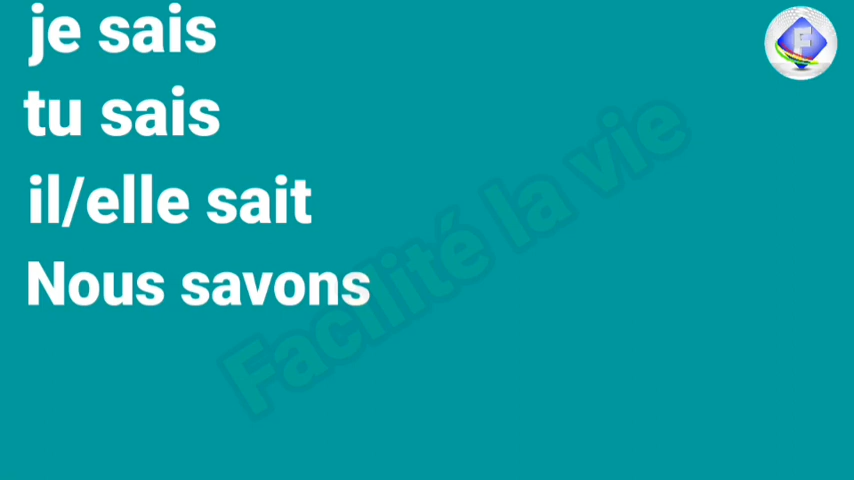 je sais
tu sais
il/elle sait
Nous savons
Facilité la vie
F